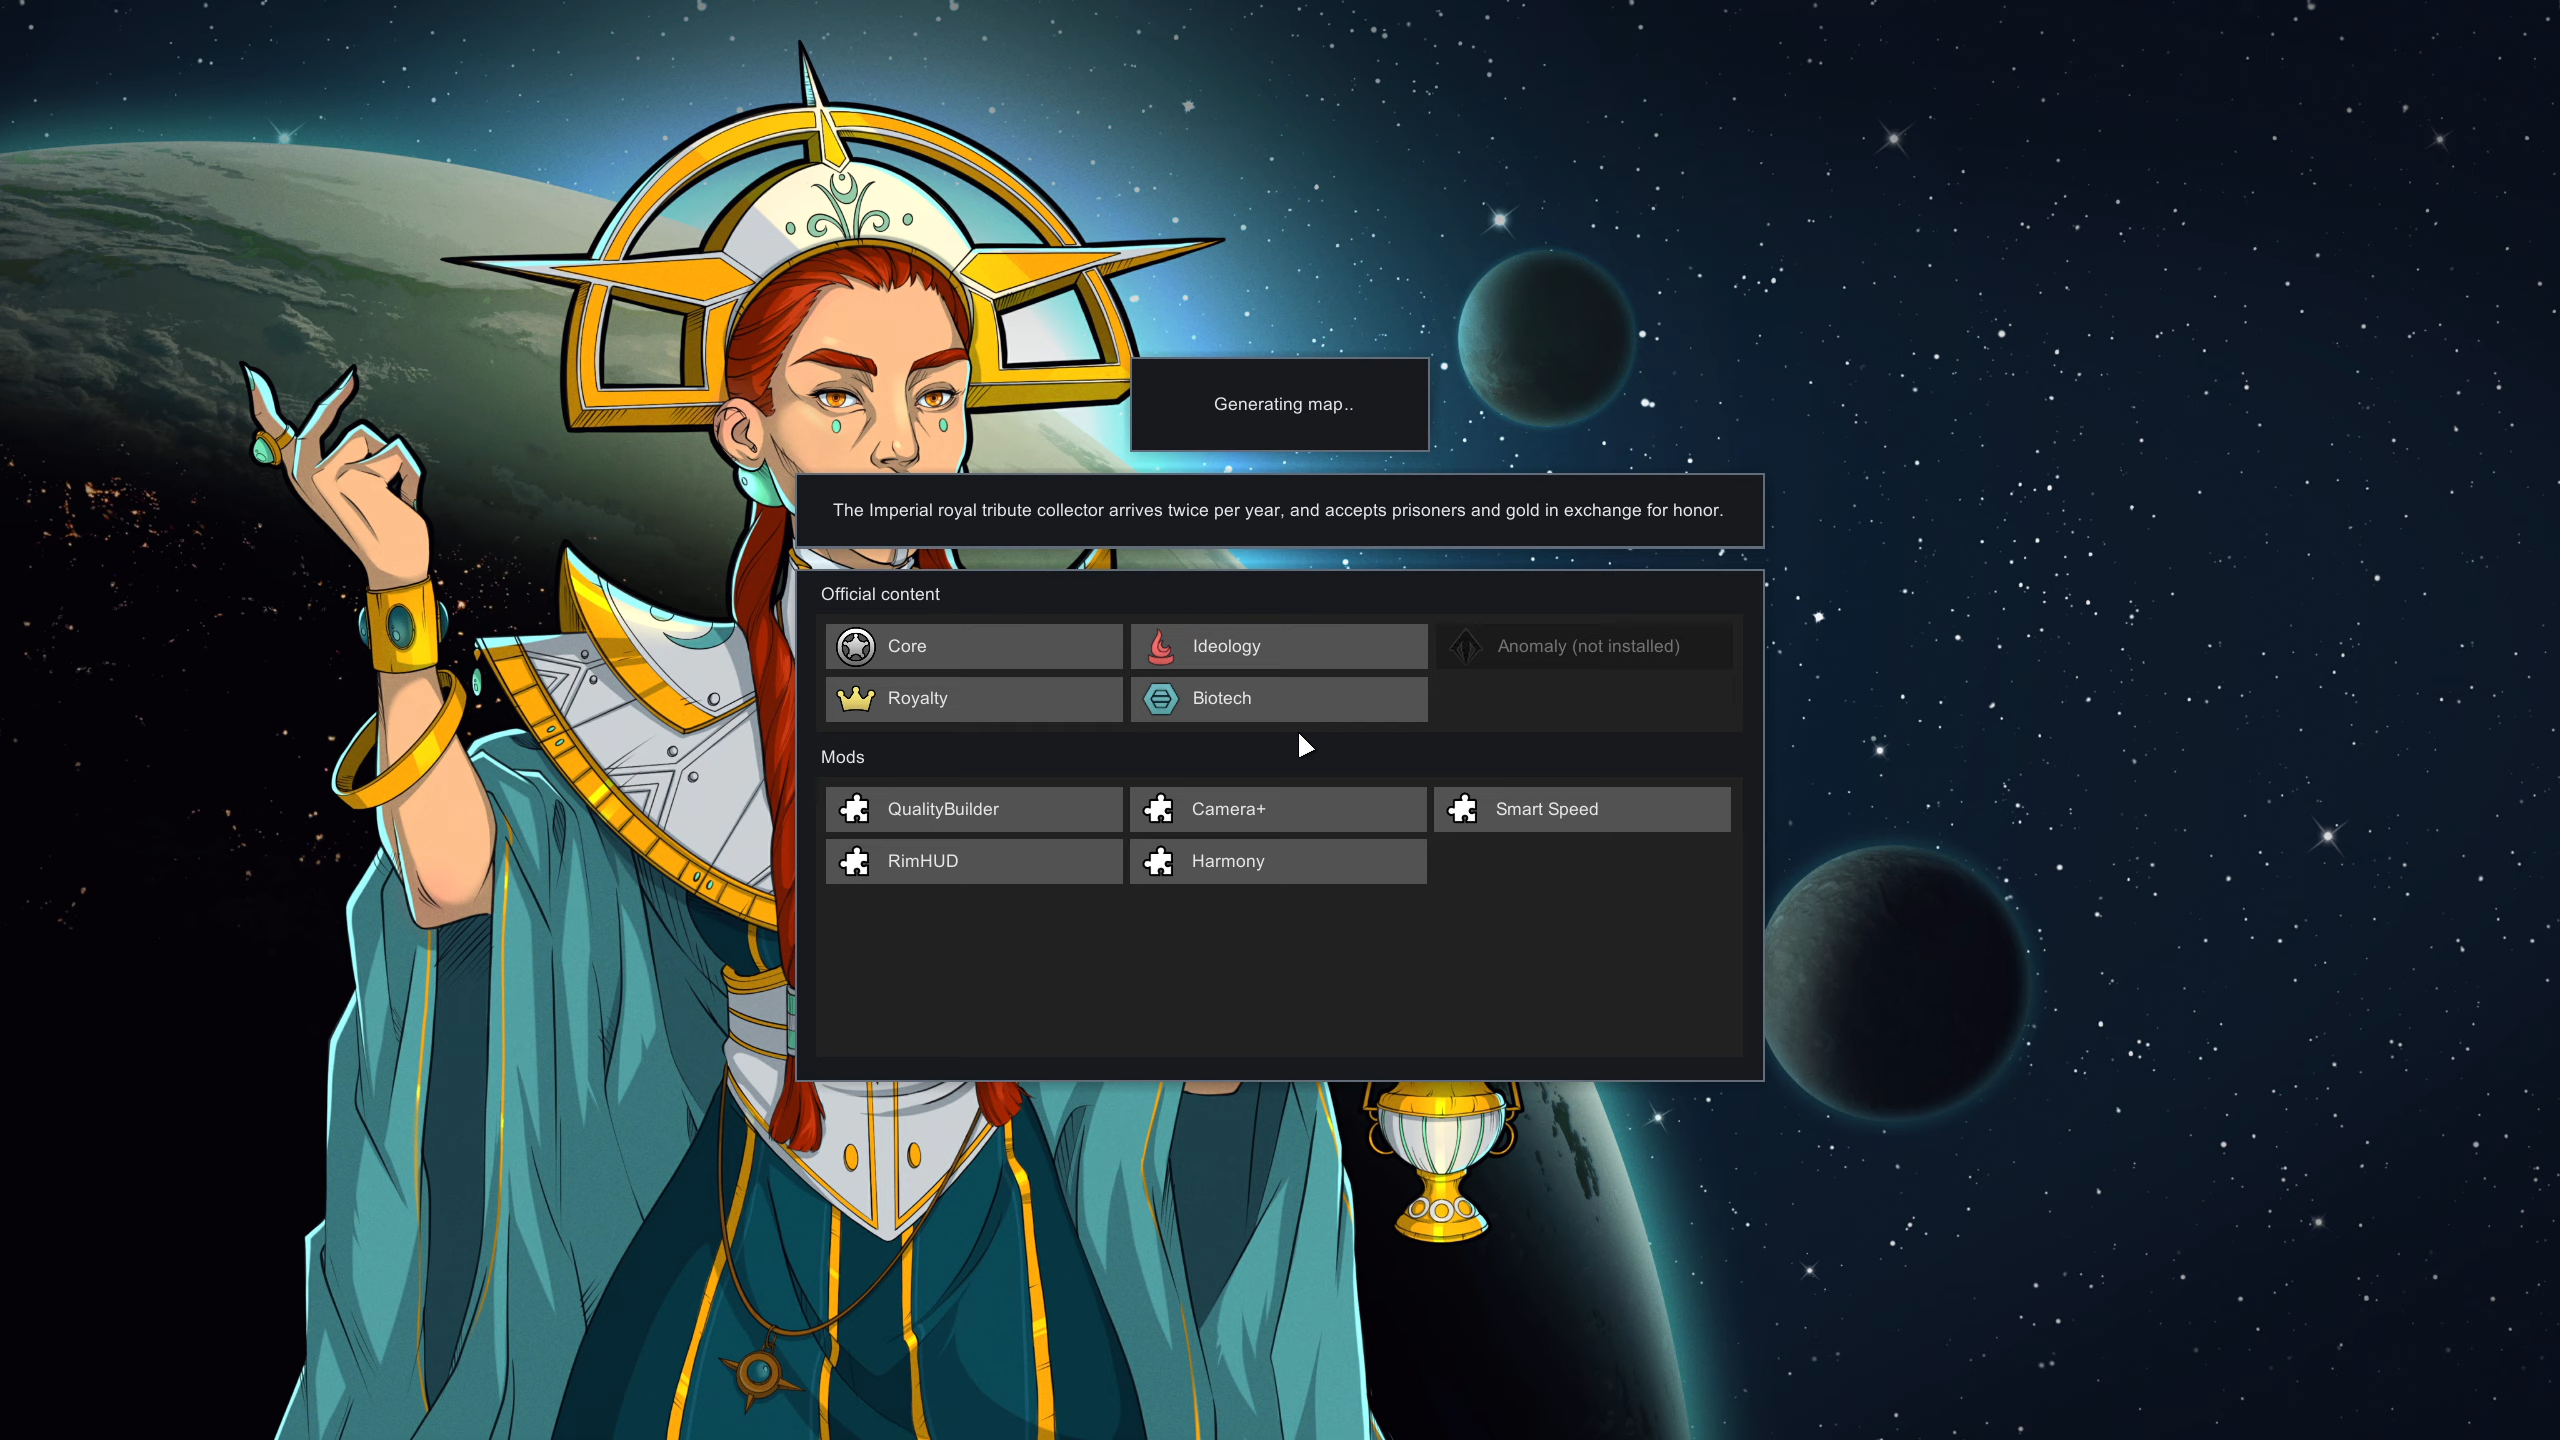 Generating map..
The Imperial royal tribute collector arrives twice per year, and accepts prisoners and gold in exchange for honor.
Official content
Core
Ideology
Anomaly (not installed)
Royalty
Biotech
Mods
QualityBuilder
Camera+
Smart Speed
RimHUD
Harmony